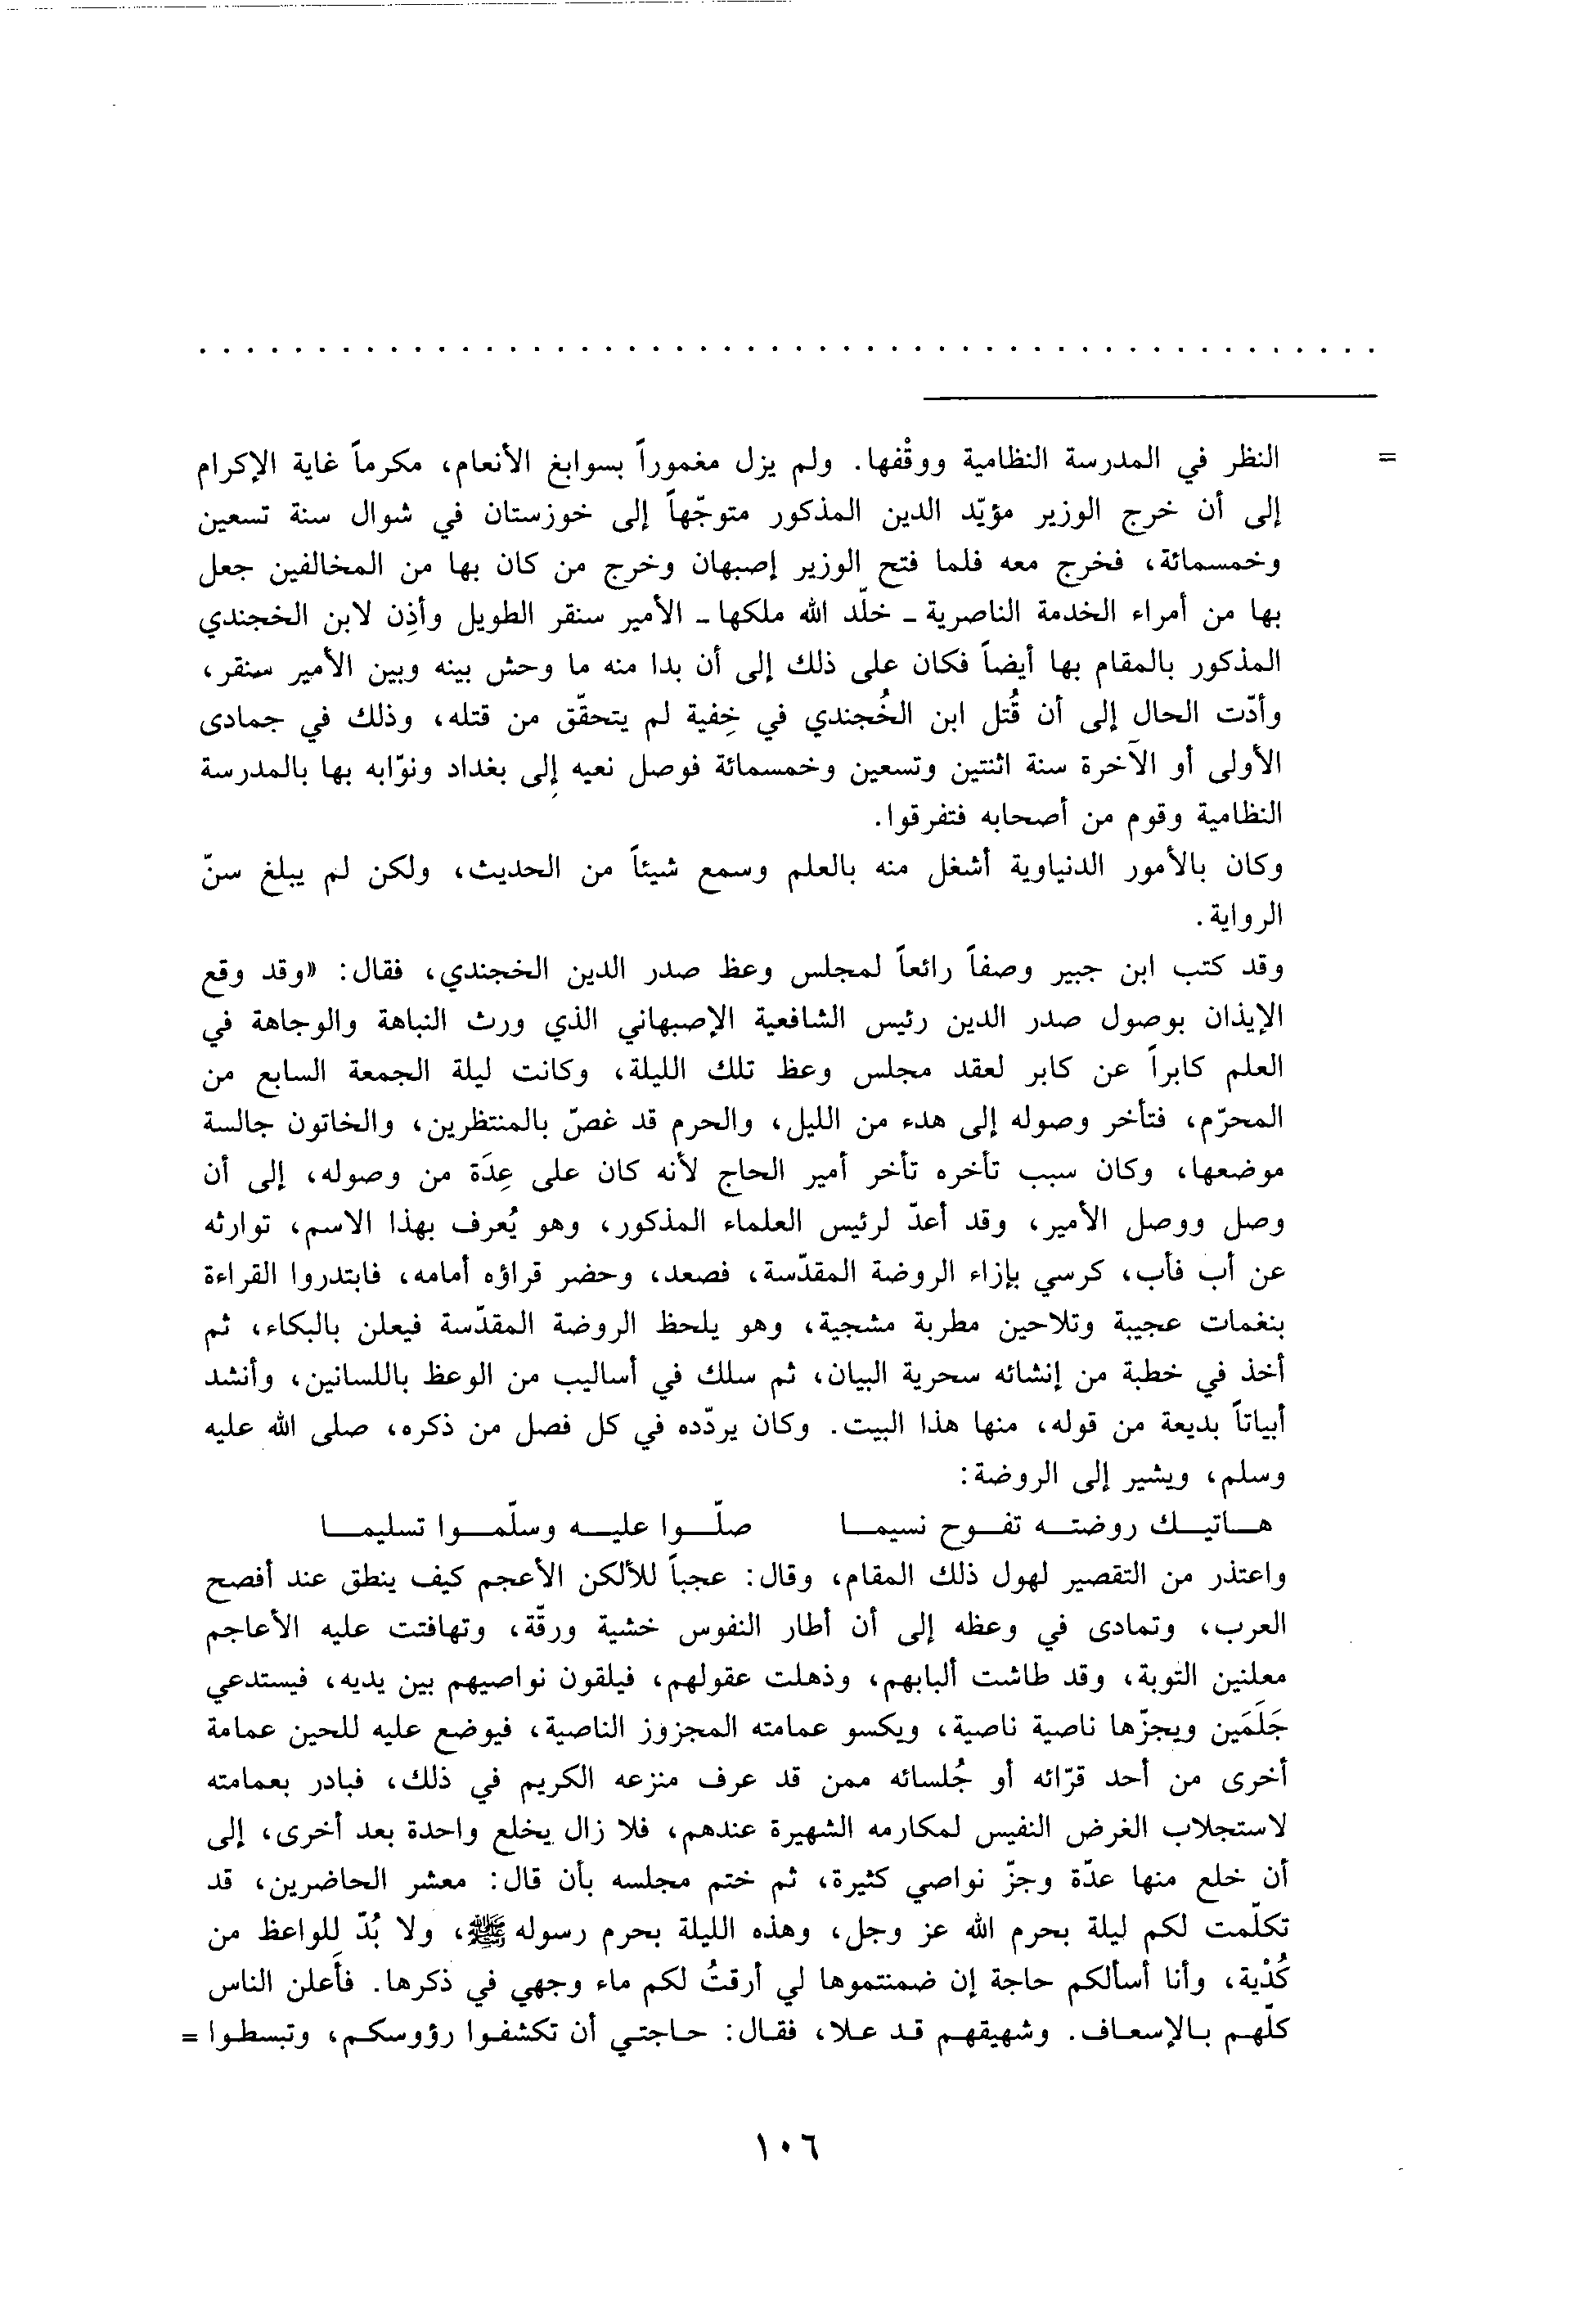 . . . . . . . . . . . . . . . . . . . . . . . . . . . . . . . . . . . . . . . . . . . . . . . . . .
= النظر في المدرسة النظامية ووقْفها. ولم يزل مغموراً بسوابغ الأنعام، مكرماً غاية الإكرام
إلى أن خرج الوزير مؤيّد الدين المذكور متوجّهاً إلى خوزستان في شوال سنة تسعين
وخمسمائة، فخرج معه فلما فتح الوزير إصبهان وخرج من كان بها من المخالفين جعل
بها من أمراء الخدمة الناصرية ـ خلّد الله ملكها ـ الأمير سنقر الطويل وأذِن لابن الخجندي
المذكور بالمقام بها أيضاً فكان على ذلك إلى أن بدا منه ما وحش بينه وبين الأمير سنقر،
وأدّت الحال إلى أن قُتل ابن الخُجندي في خِفية لم يتحقّق من قتله، وذلك في جمادى
الأولى أو الآخرة سنة اثنتين وتسعين وخمسمائة فوصل نعيه إلى بغداد ونوّابه بها بالمدرسة
النظامية وقوم من أصحابه فتفرقوا.
وكان بالأمور الدنياوية أشغل منه بالعلم وسمع شيئاً من الحديث، ولكن لم يبلغ سنّ
الرواية.
وقد كتب ابن جبير وصفاً رائعاً لمجلس وعظ صدر الدين الخجندي، فقال: «وقد وقع
الإيذان بوصول صدر الدين رئيس الشافعية الإصبهاني الذي ورث النباهة والوجاهة في
العلم كابراً عن كابر لعقد مجلس وعظ تلك الليلة، وكانت ليلة الجمعة السابع من
المحرّم، فتأخر وصوله إلى هدء من الليل، والحرم قد غصّ بالمنتظرين، والخاتون جالسة
موضعها، وكان سبب تأخره تأخر أمير الحاج لأنه كان على عِدَة من وصوله، إلى أن
وصل ووصل الأمير، وقد أعدّ لرئيس العلماء المذكور، وهو يُعرف بهذا الاسم، توارثه
عن أب فأب، كرسي بإزاء الروضة المقدّسة، فصعد، وحضر قراؤه أمامه، فابتدروا القراءة
بنغمات عجيبة وتلاحين مطربة مشجية، وهو يلحظ الروضة المقدّسة فيعلن بالبكاء، ثم
أخذ في خطبة من إنشائه سحرية البيان، ثم سلك في أساليب من الوعظ باللسانين، وأنشد
أبياتاً بديعة من قوله، منها هذا البيت. وكان يردّده في كل فصل من ذكره، صلى الله عليه
وسلم، ويشير إلى الروضة:
هـاتيـك روضتـه تفـوح نسيمـا صلّـوا عليـه وسلّمـوا تسليمـا
واعتذر من التقصير لهول ذلك المقام، وقال: عجباً للألكن الأعجم كيف ينطق عند أفصح
العرب، وتمادى في وعظه إلى أن أطار النفوس خشية ورقّة، وتهافتت عليه الأعاجم
معلنين التوبة، وقد طاشت ألبابهم، وذهلت عقولهم، فيلقون نواصيهم بين يديه، فيستدعي
جَلَمَين ويجزّها ناصية ناصية، ويكسو عمامته المجزوز الناصية، فيوضع عليه للحين عمامة
أخرى من أحد قرّائه أو جُلسائه ممن قد عرف منزعه الكريم في ذلك، فبادر بعمامته
لاستجلاب الغرض النفيس لمكارمه الشهيرة عندهم، فلا زال يخلع واحدة بعد أخرى، إلى
أن خلع منها عدّة وجزّ نواصي كثيرة، ثم ختم مجلسه بأن قال: معشر الحاضرين، قد
تكلّمت لكم ليلة بحرم الله عز وجل، وهذه الليلة بحرم رسوله ﷺ، ولا بُدّ للواعظ من
كُدْية، وأنا أسألكم حاجة إن ضمنتموها لي أرقتُ لكم ماء وجهي في ذكرها. فأعلن الناس
كلّهم بالإسعاف. وشهيقهم قد علا، فقال: حاجتي أن تكشفوا رؤوسكم، وتبسطوا =
١٠٦